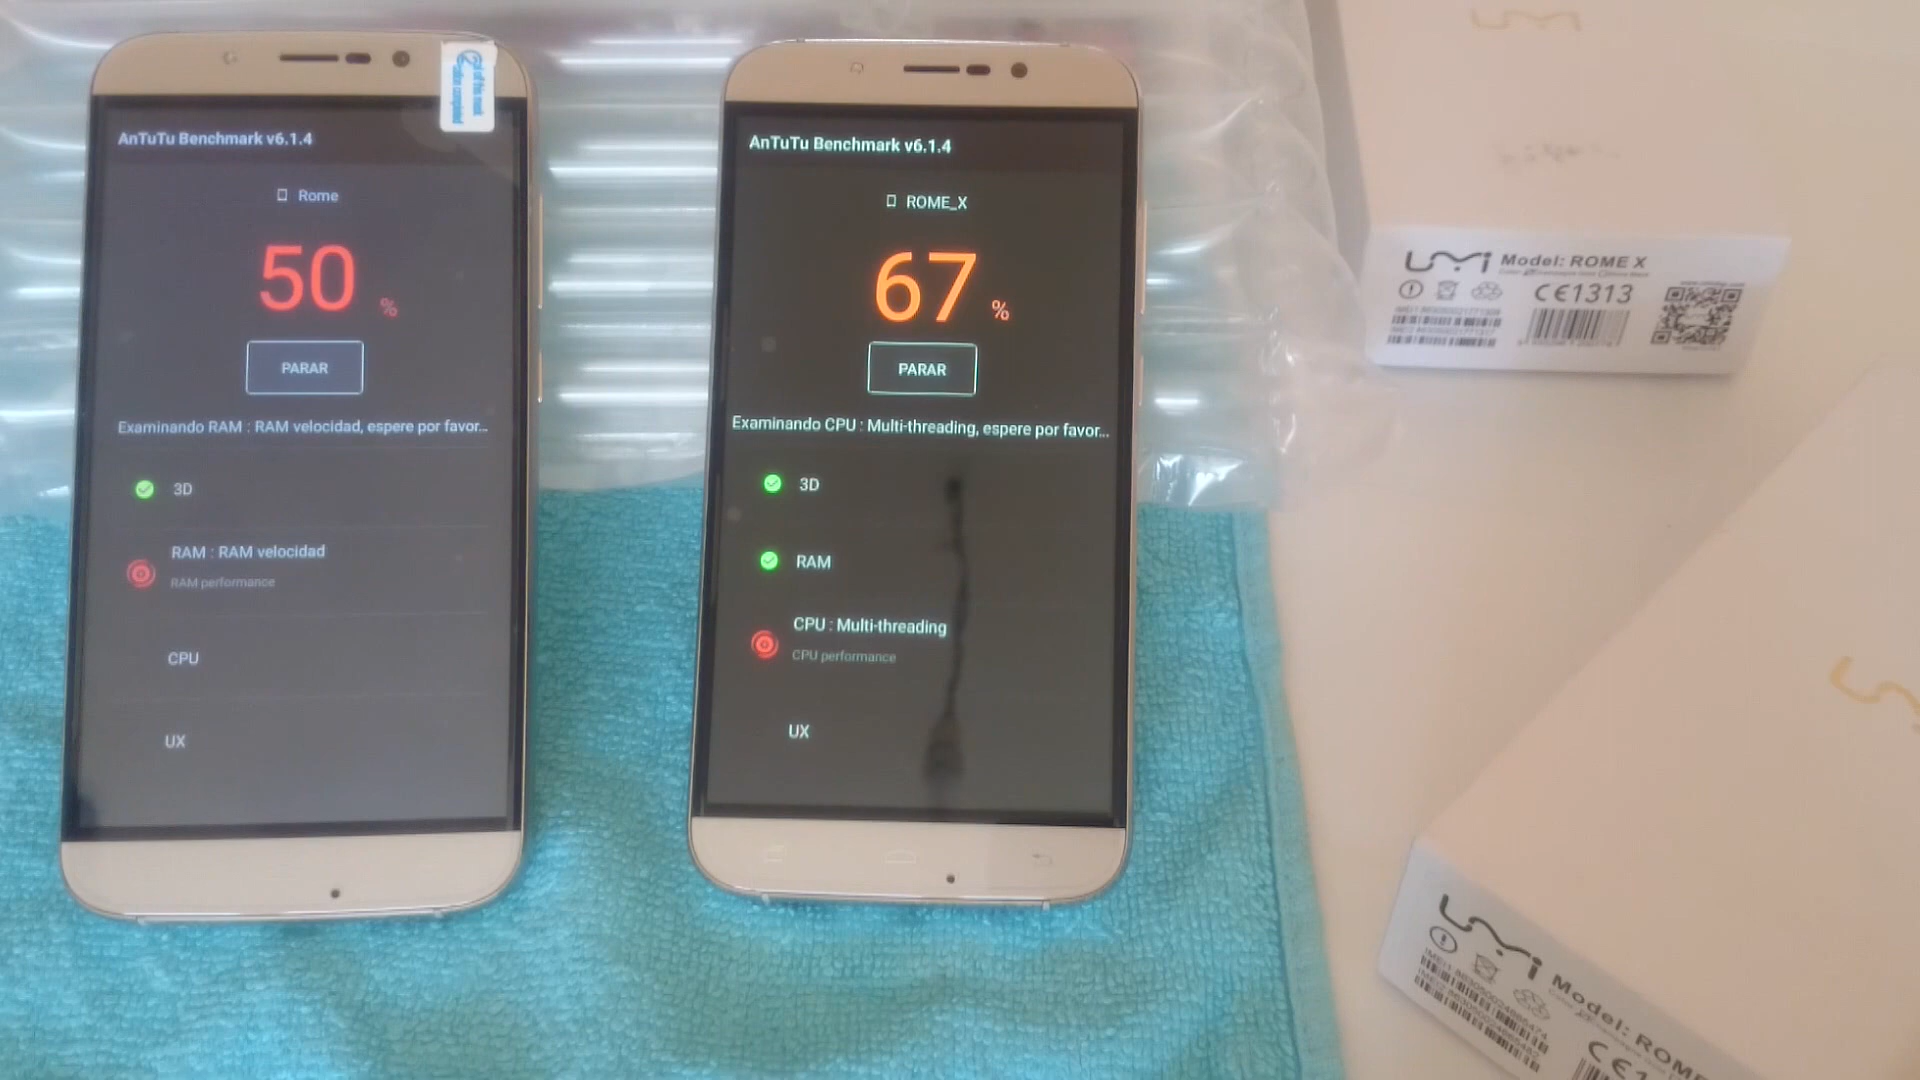 AnTuTu Benchmark v6.1.4
Rome
50 %
PARAR
Examinando RAM : RAM velocidad, espere por favor...
3D
RAM : RAM velocidad
RAM performance
CPU
UX
AnTuTu Benchmark v6.1.4
ROME_X
67 %
PARAR
Examinando CPU : Multi-threading, espere por favor...
3D
RAM
CPU : Multi-threading
CPU performance
UX
umi
umi Model: ROME X
CE1313
umi
Model: ROME
CE1